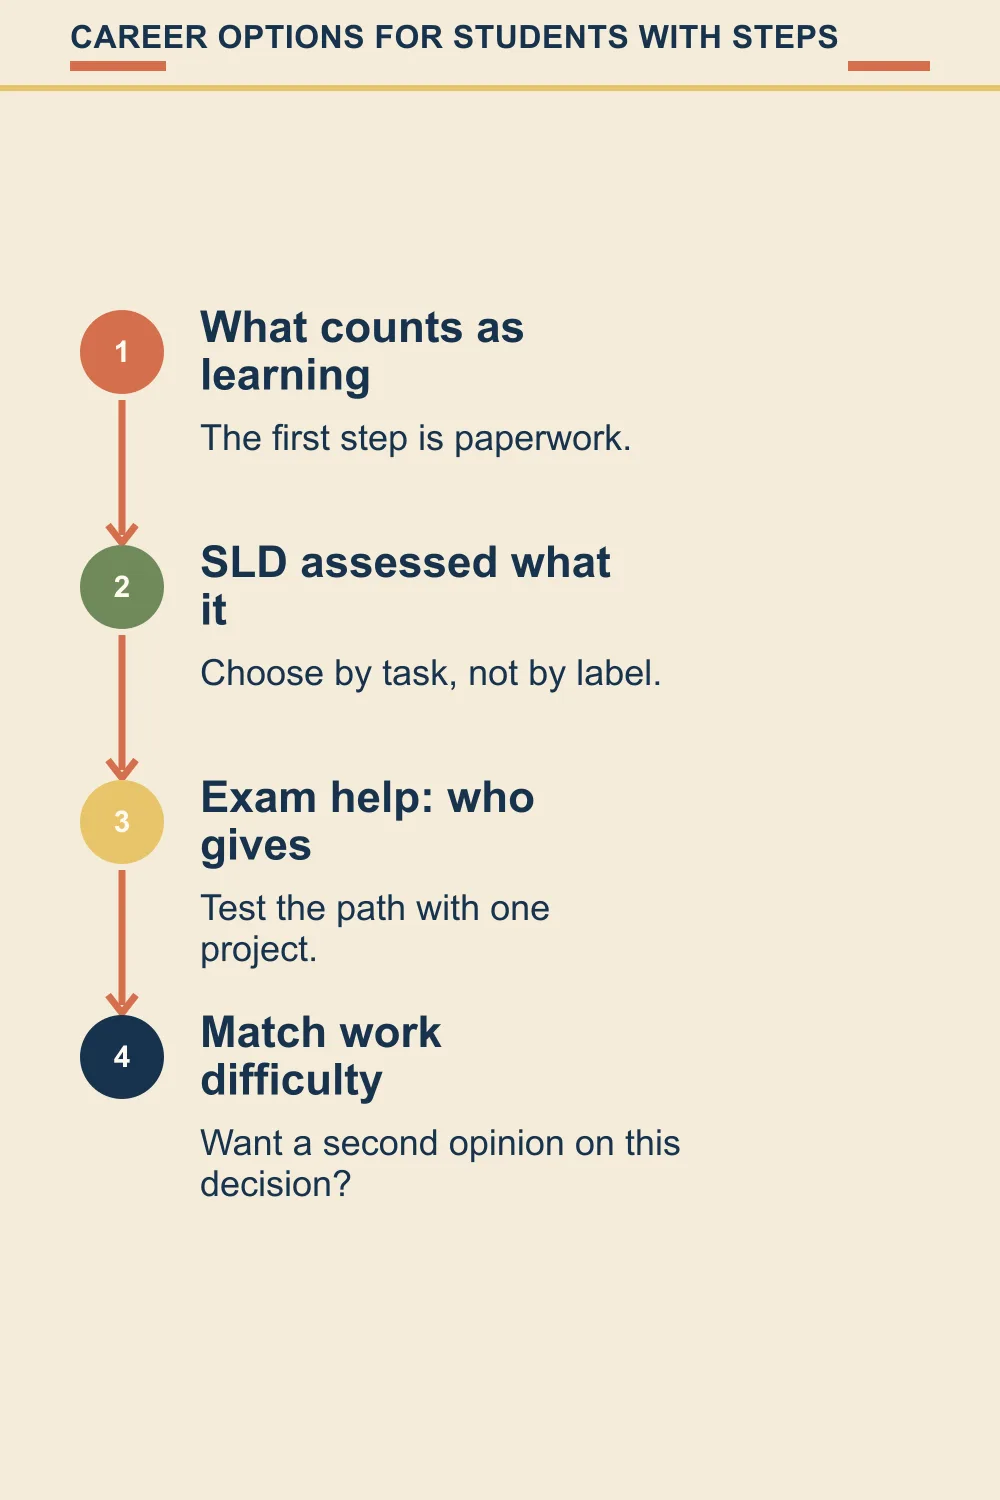 CAREER OPTIONS FOR STUDENTS WITH STEPS
1
What counts as
learning
The first step is paperwork.
2
SLD assessed what
it
Choose by task, not by label.
3
Exam help: who
gives
Test the path with one
project.
4
Match work
difficulty
Want a second opinion on this
decision?